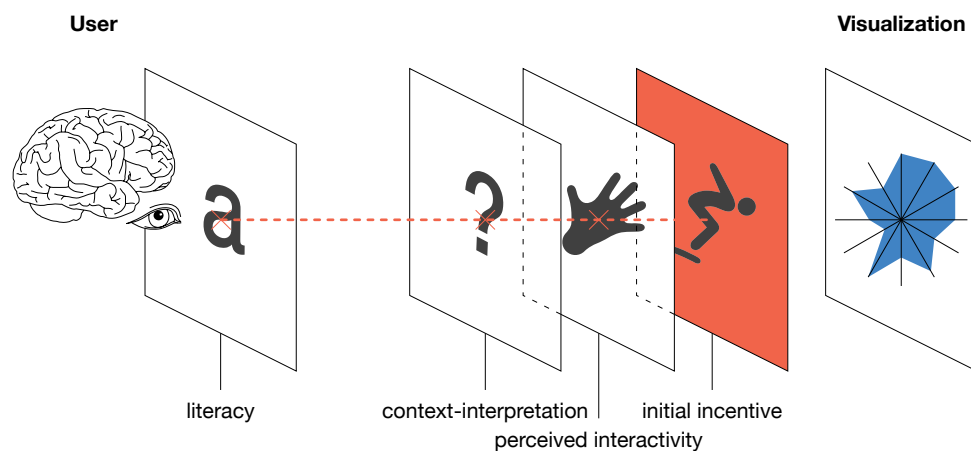 User
Visualization
a
?
literacy
context-interpretation
initial incentive
perceived interactivity